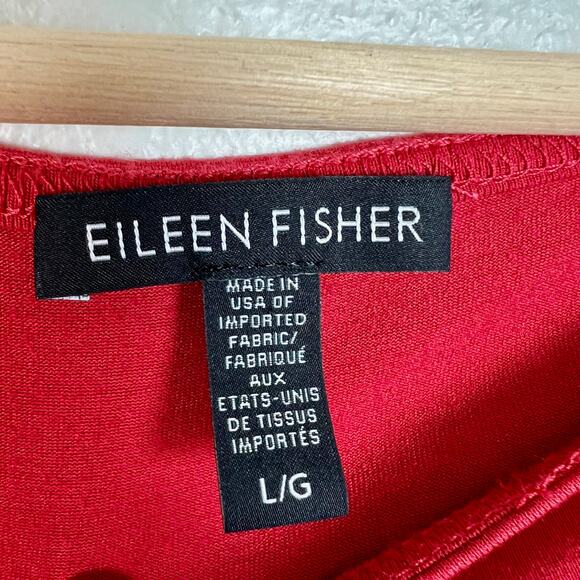 EILEEN FISHER
MADE IN
USA OF
IMPORTED
FABRIC/
FABRIQUÉ
AUX
ETATS-UNIS
DE TISSUS
IMPORTÉS
L/G